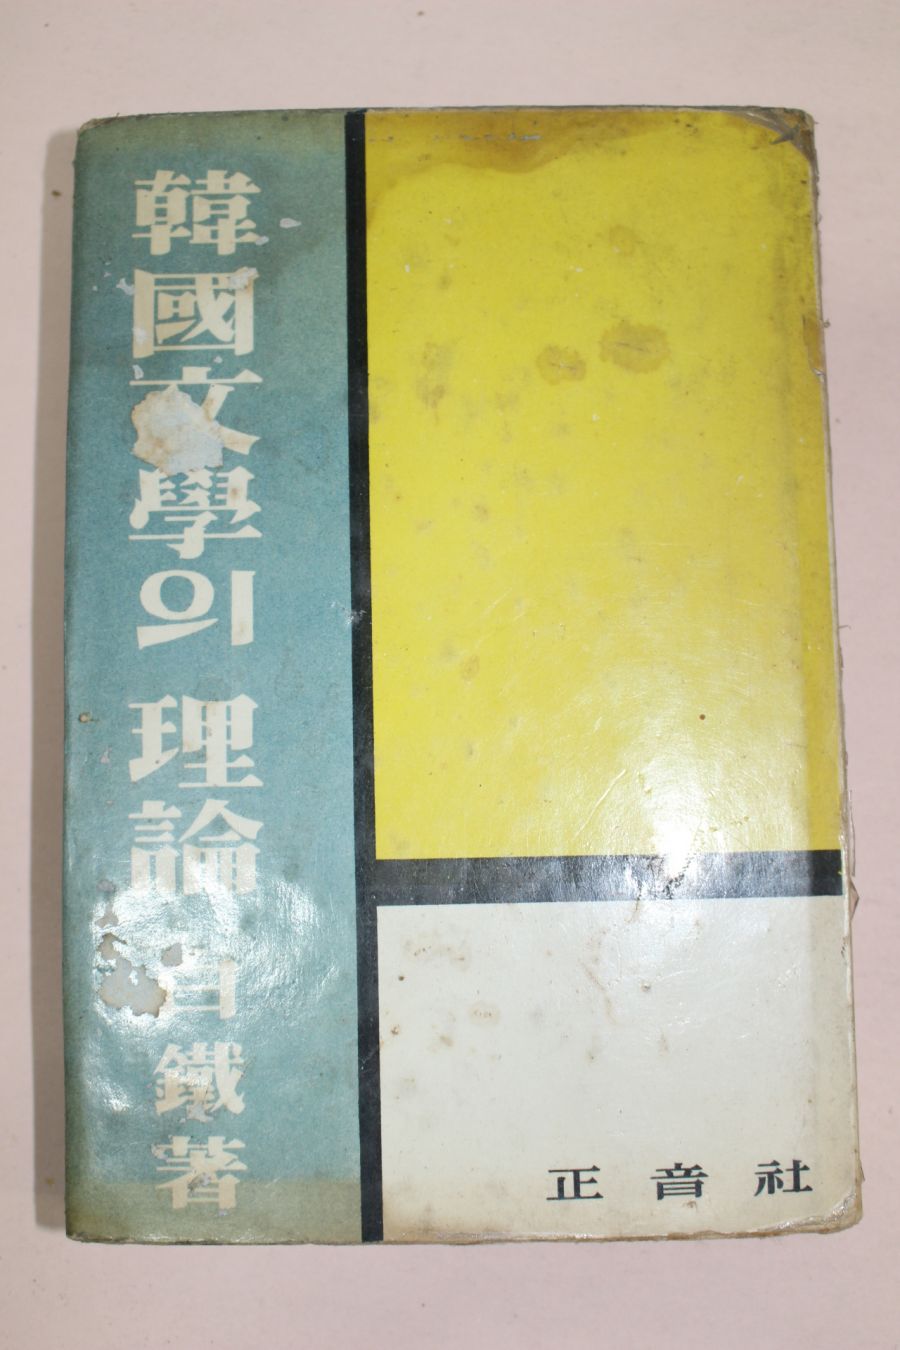 韓國文學의 理論 白鐵著
正音社